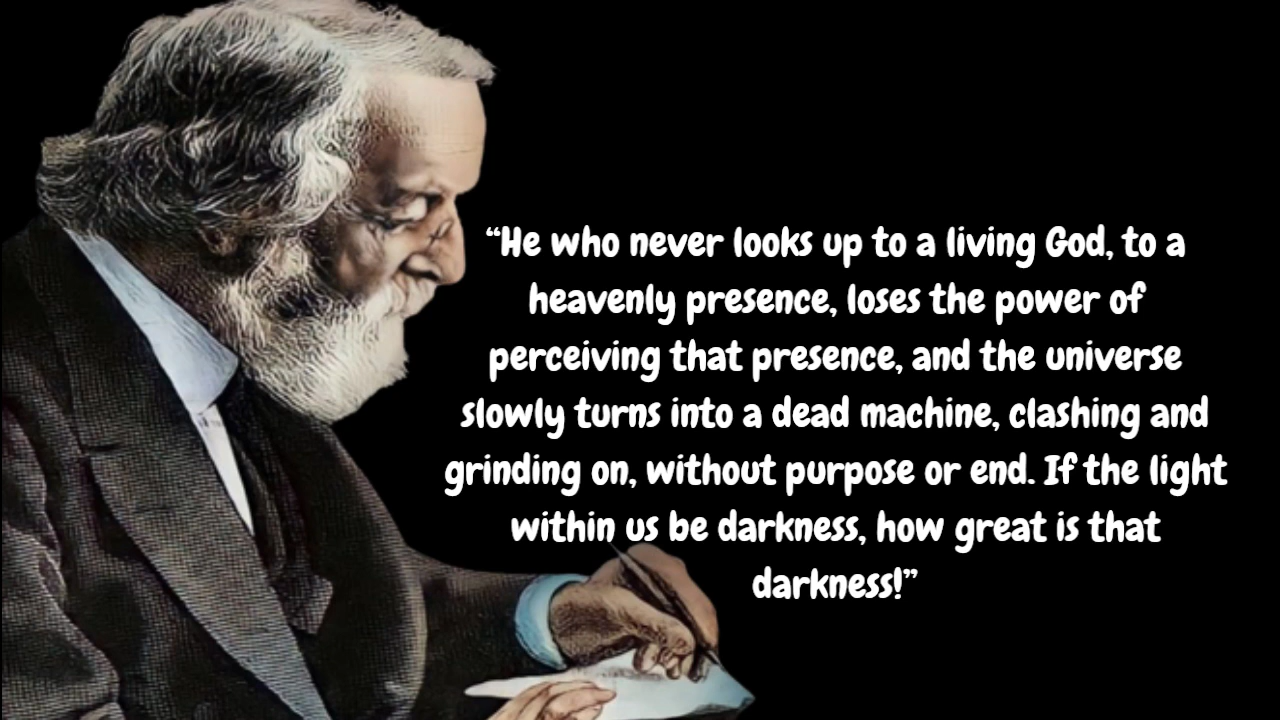 “He who never looks up to a living God, to a
heavenly presence, loses the power of
perceiving that presence, and the universe
slowly turns into a dead machine, clashing and
grinding on, without purpose or end. If the light
within us be darkness, how great is that
darkness!”